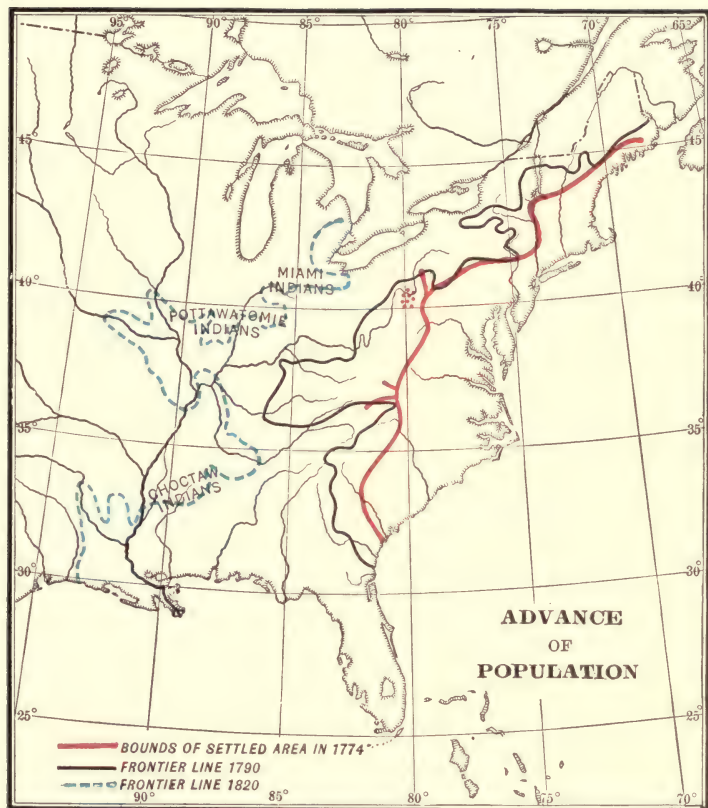 95° 90° 85° 80° 75° 70° 65°
45°
45°
MIAMI
INDIANS
40°
40°
POTTAWATOMIE
INDIANS
35°
35°
CHOCTAW
INDIANS
30°
30°
ADVANCE
OF
POPULATION
25°
25°
BOUNDS OF SETTLED AREA IN 1774
FRONTIER LINE 1790
FRONTIER LINE 1820
90° 85° 80° 75° 70°